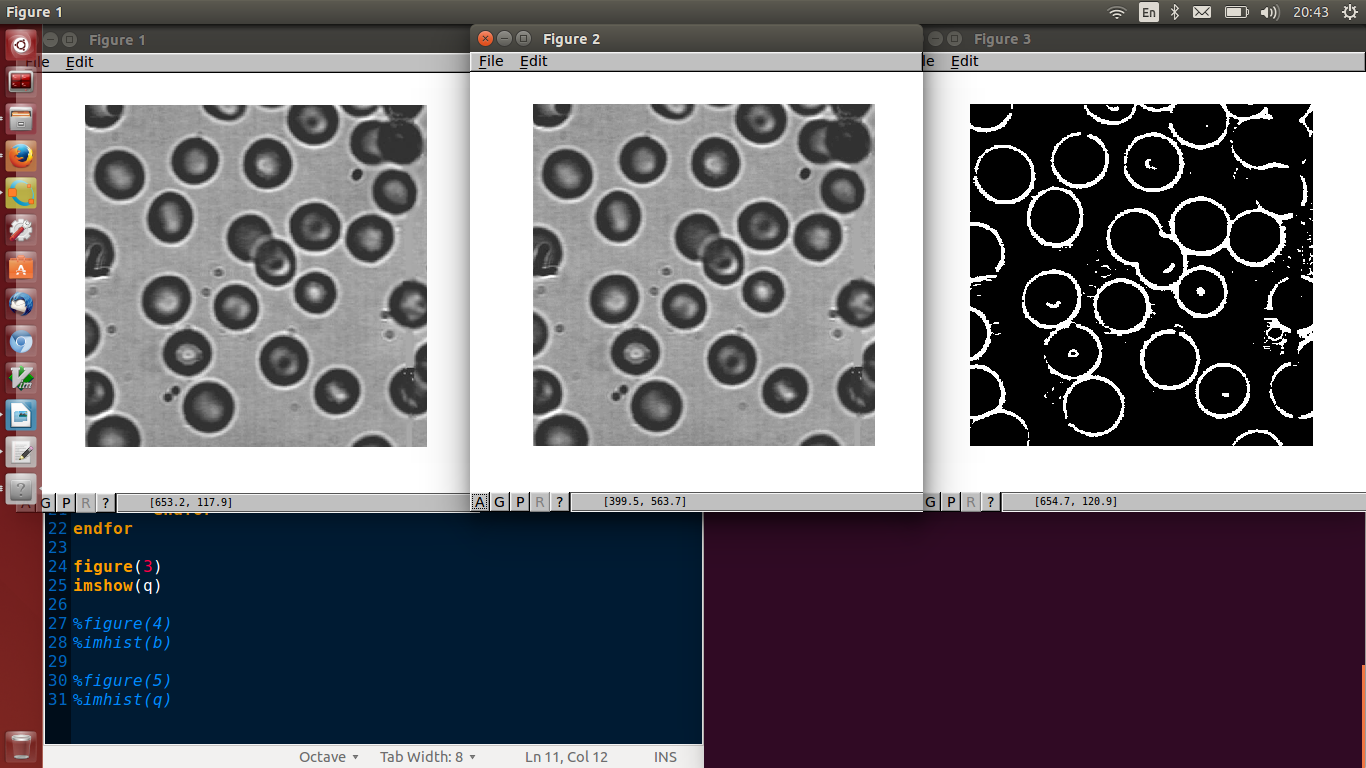 Figure 1
En
20:43
Figure 1
File Edit
Figure 2
File Edit
Figure 3
le Edit
G P R ?
[653.2, 117.9]
A G P R ?
[399.5, 563.7]
G P R ?
[654.7, 120.9]
21 endfor
22 endfor
23
24 figure(3)
25 imshow(q)
26
27 %figure(4)
28 %imhist(b)
29
30 %figure(5)
31 %imhist(q)
Octave Tab Width: 8 Ln 11, Col 12 INS